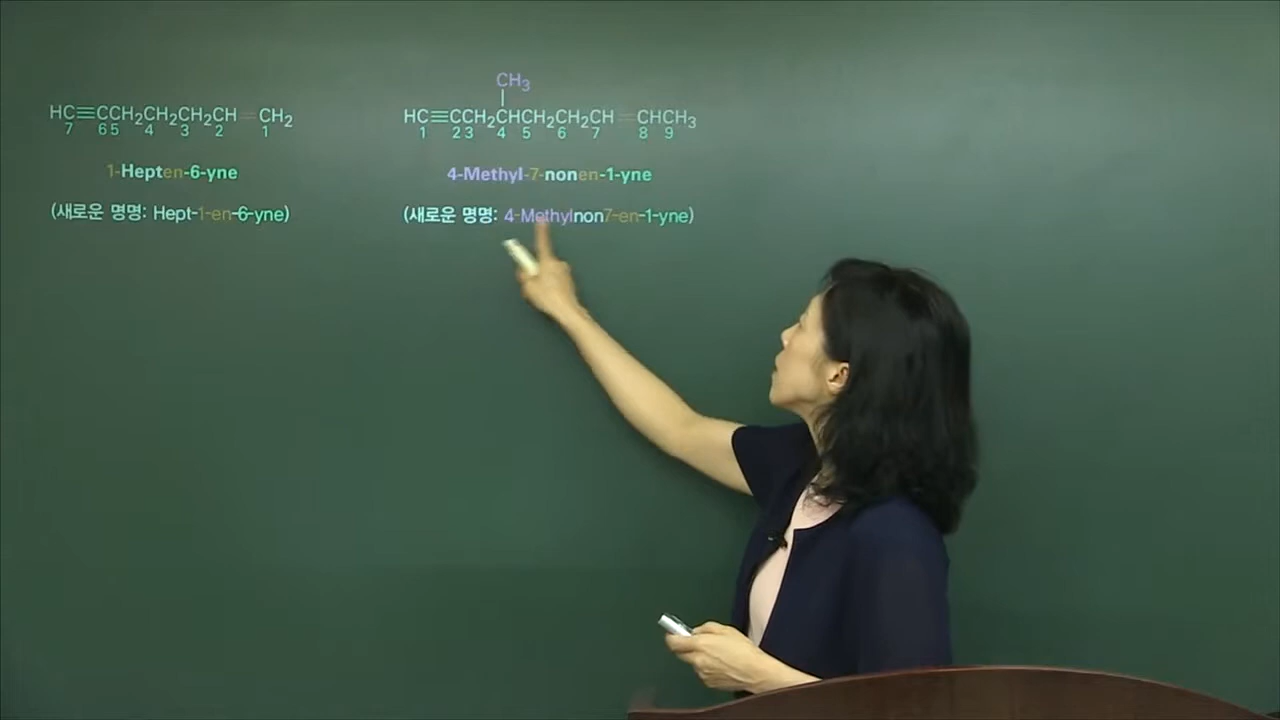 HC≡CCH₂CH₂CH₂CH=CH₂
7 6 5 4 3 2 1
1-Hepten-6-yne
(새로운 명명: Hept-1-en-6-yne)
CH₃
HC≡CCH₂CHCH₂CH₂CH=CHCH₃
1 2 3 4 5 6 7 8 9
4-Methyl-7-nonen-1-yne
(새로운 명명: 4-Methylnon7-en-1-yne)